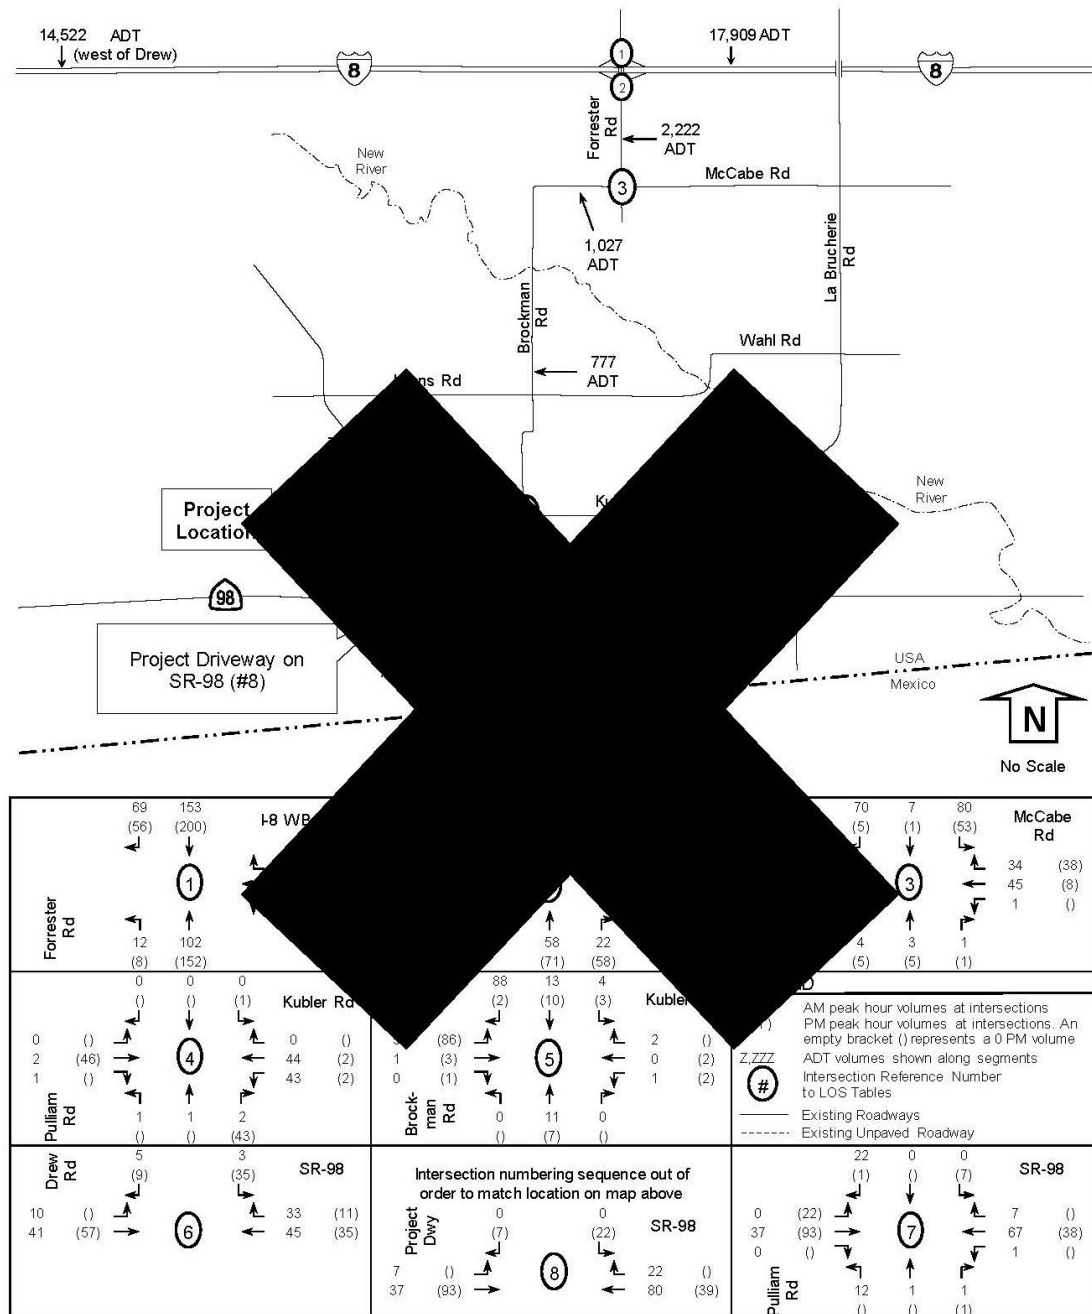 14,522 ADT
(west of Drew)
17,909 ADT
8
1
8
2
Forrester
Rd
2,222
ADT
New
River
3
McCabe Rd
1,027
ADT
La Brucherie
Rd
Brockman
Rd
Wahl Rd
777
ADT
Rd
Project
Location
New
River
98
Project Driveway on
SR-98 (#8)
USA
Mexico
N
No Scale
69 153
(56) (200)
I-8 WB
1
Forrester
Rd
12 102
(8) (152)
58 22
(71) (58)
70 7 80
(5) (1) (53)
McCabe
Rd
3
34 (38)
45 (8)
1 ()
4 3 1
(5) (5) (1)
0 0 0
() () (1)
Kubler Rd
0 ()
2 (46)
1 ()
4
0 ()
44 (2)
43 (2)
Pulliam
Rd
1 1 2
() () (43)
88 13 4
(2) (10) (3)
Kubler
(86)
1 (3)
0 (1)
5
2 ()
0 (2)
1 (2)
Brock-
man
Rd
0 11 0
() (7) ()
AM peak hour volumes at intersections
PM peak hour volumes at intersections. An
empty bracket () represents a 0 PM volume
Z,ZZZ ADT volumes shown along segments
# Intersection Reference Number
to LOS Tables
Existing Roadways
Existing Unpaved Roadway
Drew
Rd
5 3
(9) (35)
SR-98
10 ()
41 (57)
6
33 (11)
45 (35)
Intersection numbering sequence out of
order to match location on map above
Project
Dwy
0 0
(7) (22)
SR-98
7 ()
37 (93)
8
22 ()
80 (39)
22 0 0
(1) () (7)
SR-98
0 (22)
37 (93)
0 ()
7
7 ()
67 (38)
1 ()
Pulliam
Rd
12 1 1
() () (1)